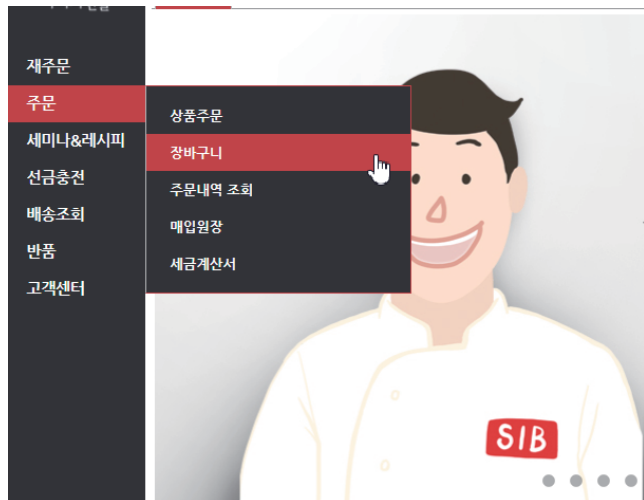 재주문
주문
세미나&레시피
선금충전
배송조회
반품
고객센터
상품주문
장바구니
주문내역 조회
매입원장
세금계산서
SIB